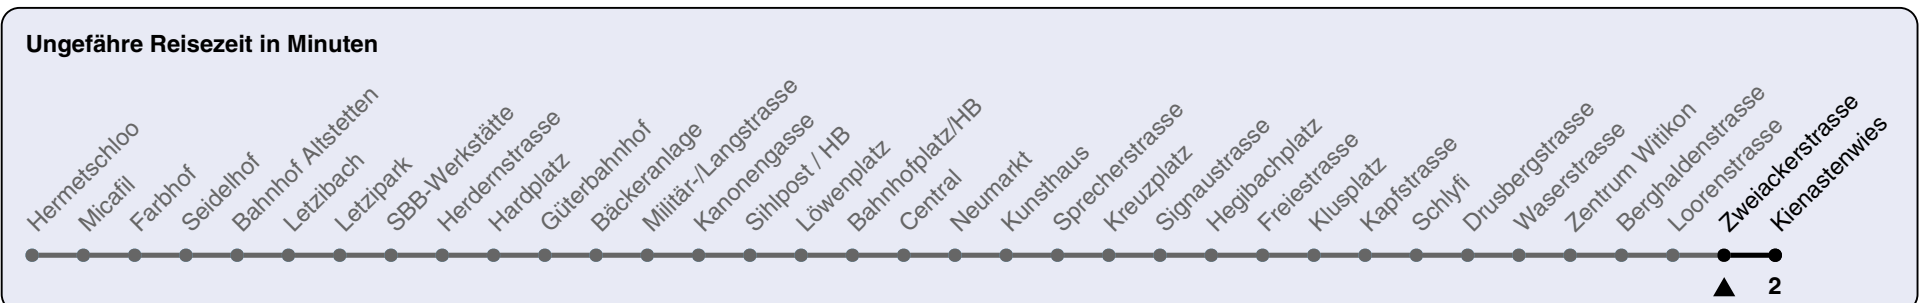 Ungefähre Reisezeit in Minuten
Hermetschloo
Micafil
Farbhof
Seidelhof
Bahnhof Altstetten
Letzibach
Letzipark
SBB-Werkstätte
Herdernstrasse
Hardplatz
Güterbahnhof
Bäckeranlage
Militär-/Langstrasse
Kanonengasse
Sihlpost / HB
Löwenplatz
Bahnhofplatz/HB
Central
Neumarkt
Kunsthaus
Sprecherstrasse
Kreuzplatz
Signaustrasse
Hegibachplatz
Freiestrasse
Klusplatz
Kapfstrasse
Schlyfi
Drusbergstrasse
Waserstrasse
Zentrum Witikon
Berghaldenstrasse
Loorenstrasse
Zweiackerstrasse
Kienastenwies
2